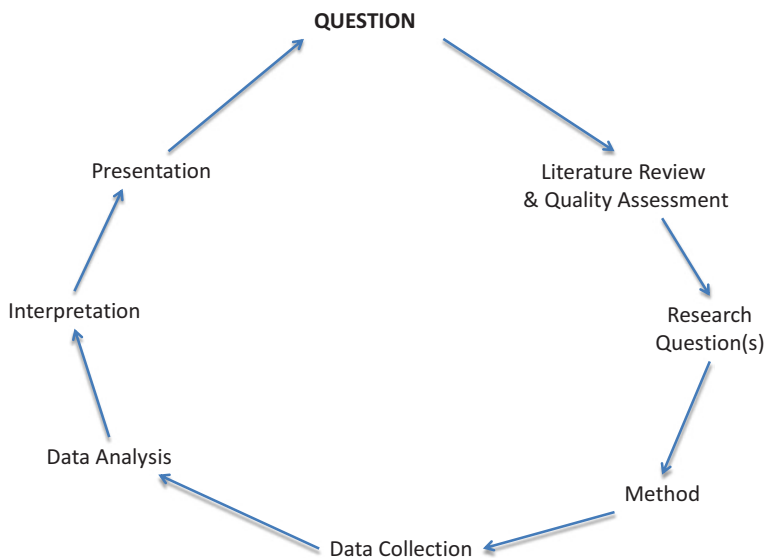 QUESTION
Literature Review
& Quality Assessment
Research
Question(s)
Method
Data Collection
Data Analysis
Interpretation
Presentation